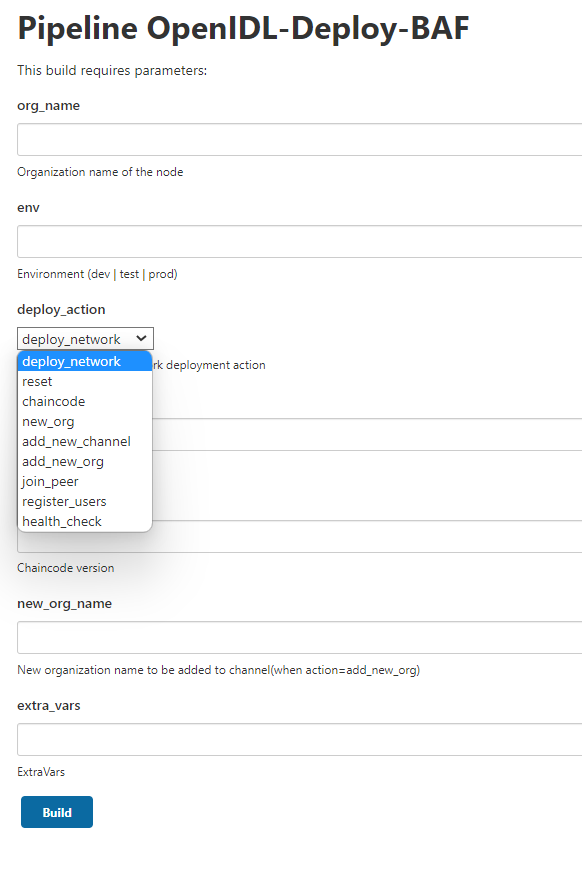 Pipeline OpenIDL-Deploy-BAF
This build requires parameters:
org_name
Organization name of the node
env
Environment (dev | test | prod)
deploy_action
deploy_network
deploy_network
rk deployment action
reset
chaincode
new_org
add_new_channel
add_new_org
join_peer
register_users
health_check
Chaincode version
new_org_name
New organization name to be added to channel(when action=add_new_org)
extra_vars
ExtraVars
Build